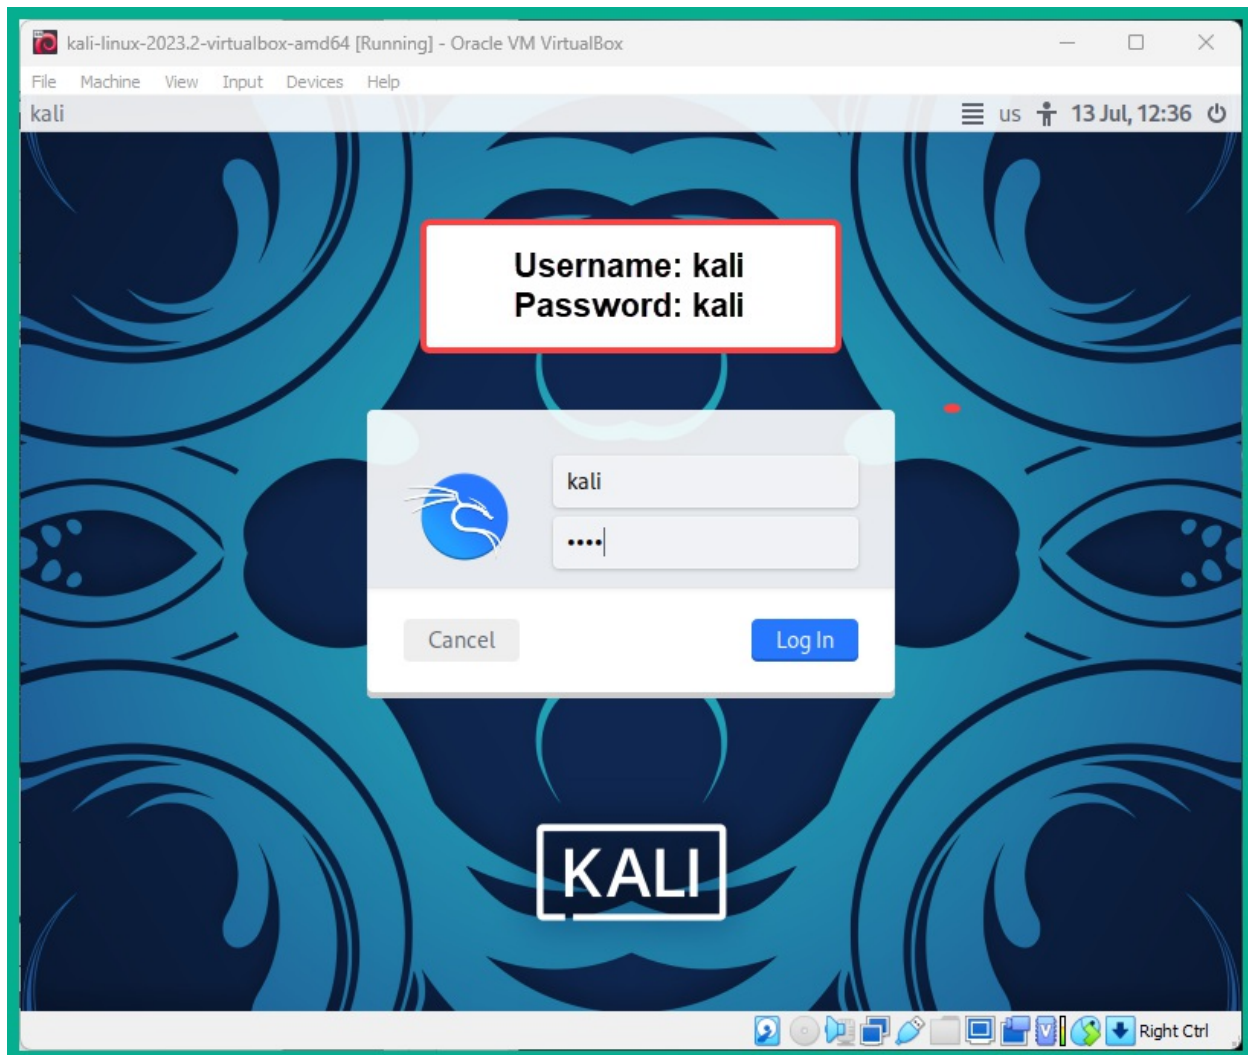 kali-linux-2023.2-virtualbox-amd64 [Running] - Oracle VM VirtualBox
File Machine View Input Devices Help
kali us 13 Jul, 12:36
Username: kali
Password: kali
kali
••••
Cancel Log In
KALI
Right Ctrl